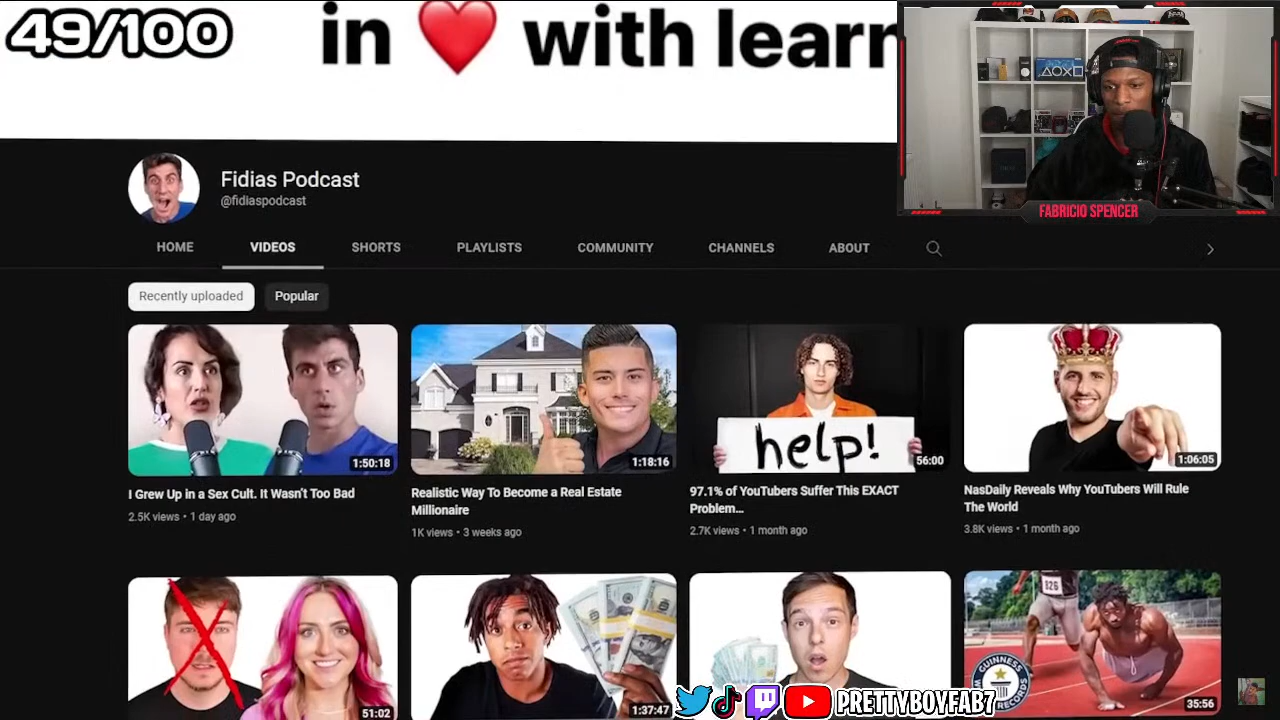 49/100
in ❤️ with learn
FABRICIO SPENCER
Fidias Podcast
@fidiaspodcast
HOME VIDEOS SHORTS PLAYLISTS COMMUNITY CHANNELS ABOUT
Recently uploaded Popular
1:50:18
1:18:16
help!
56:00
1:06:05
I Grew Up in a Sex Cult. It Wasn't Too Bad
2.5K views • 1 day ago
Realistic Way To Become a Real Estate
Millionaire
1K views • 3 weeks ago
97.1% of YouTubers Suffer This EXACT
Problem...
2.7K views • 1 month ago
NasDaily Reveals Why YouTubers Will Rule
The World
3.8K views • 1 month ago
51:02
1:37:47
826
GUINNESS
RECORDS
35:56
PRETTYBOYFAB7